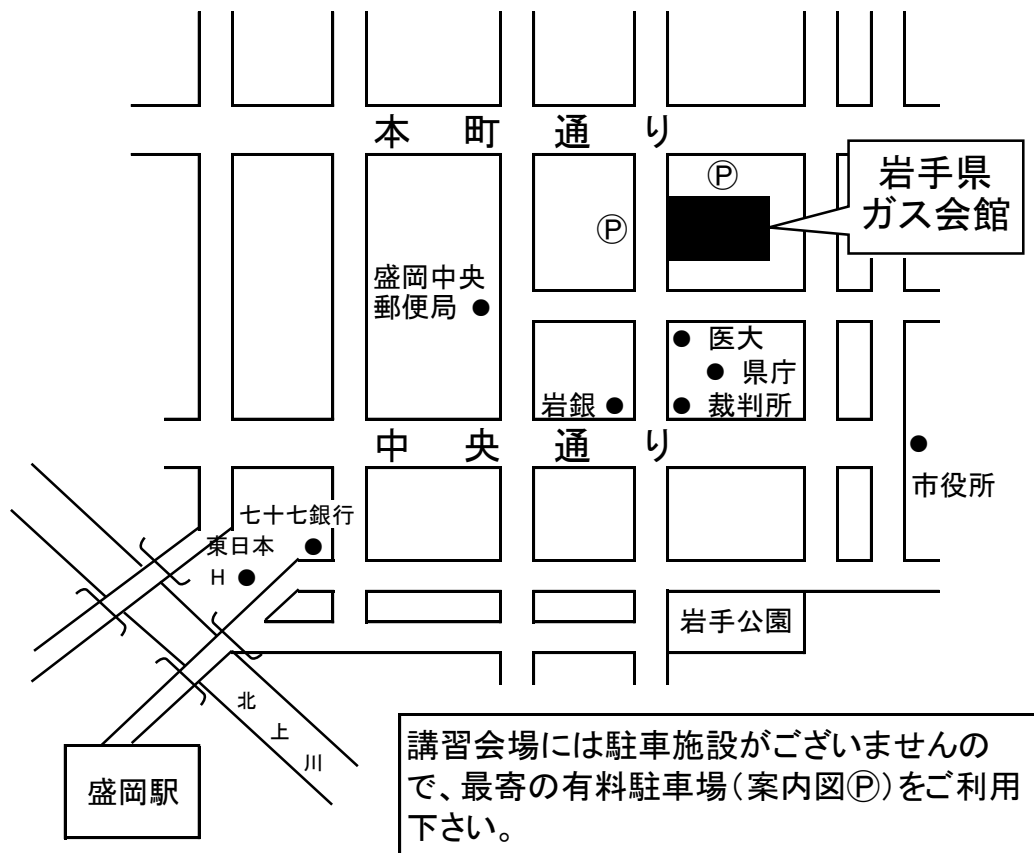 本町通り
Ⓟ
岩手県
ガス会館
Ⓟ
盛岡中央
郵便局
医大
県庁
岩銀
裁判所
中央通り
市役所
七十七銀行
東日本
H
岩手公園
北上川
盛岡駅
講習会場には駐車施設がございませんの
で、最寄の有料駐車場(案内図Ⓟ)をご利用
下さい。